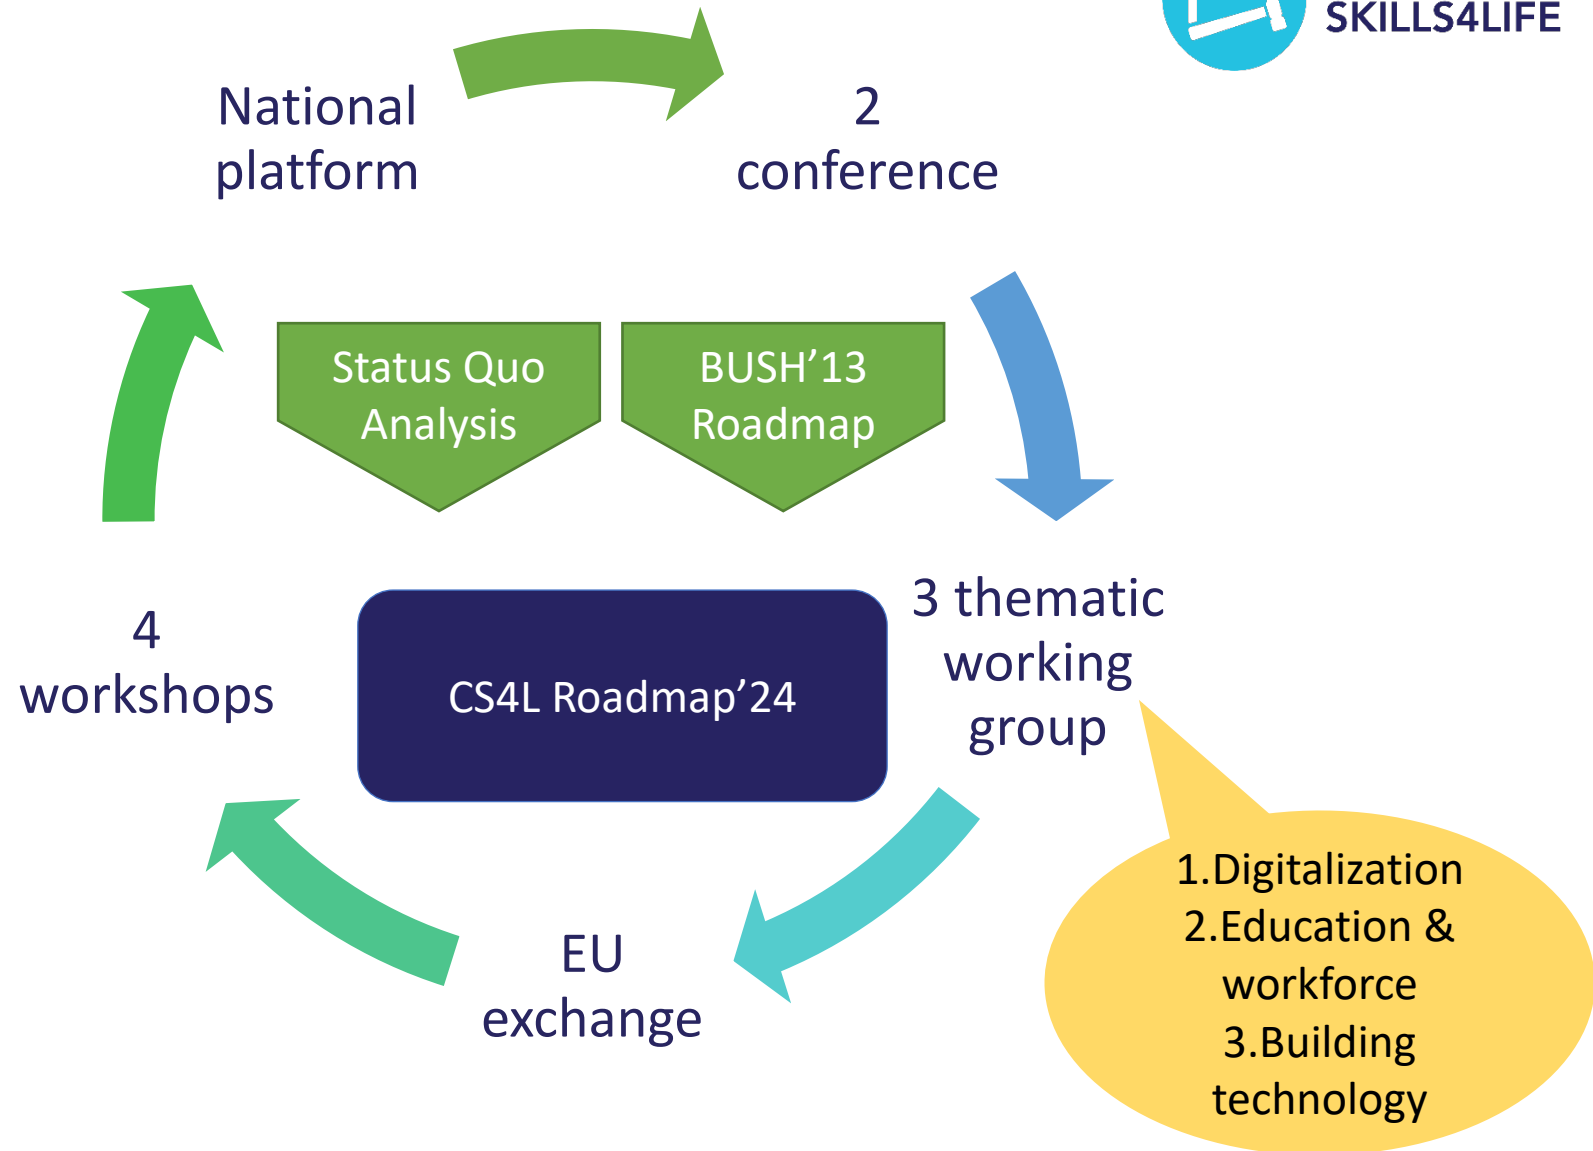 SKILLS4LIFE
National
platform
2
conference
Status Quo
Analysis
BUSH’13
Roadmap
3 thematic
working
group
4
workshops
CS4L Roadmap’24
EU
exchange
1.Digitalization
2.Education &
workforce
3.Building
technology